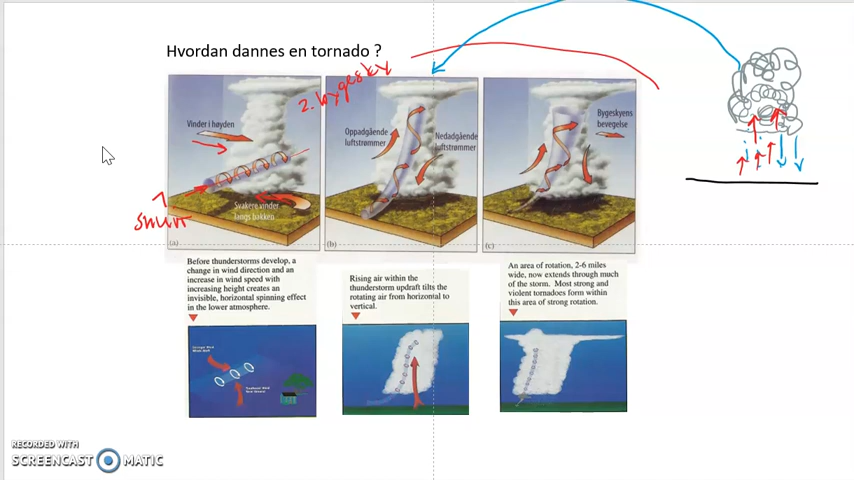 Hvordan dannes en tornado ?
2. bygesky
Vinder i høyden
Svakere vinder
langs bakken
(a)
Oppadgående
luftstrømmer
Nedadgående
luftstrømmer
(b)
Bygeskyens
bevegelse
(c)
1
Snurr
Before thunderstorms develop, a
change in wind direction and an
increase in wind speed with
increasing height creates an
invisible, horizontal spinning effect
in the lower atmosphere.
Rising air within the
thunderstorm updraft tilts the
rotating air from horizontal to
vertical.
An area of rotation, 2-6 miles
wide, now extends through much
of the storm. Most strong and
violent tornadoes form within
this area of strong rotation.
RECORDED WITH
SCREENCAST MATIC